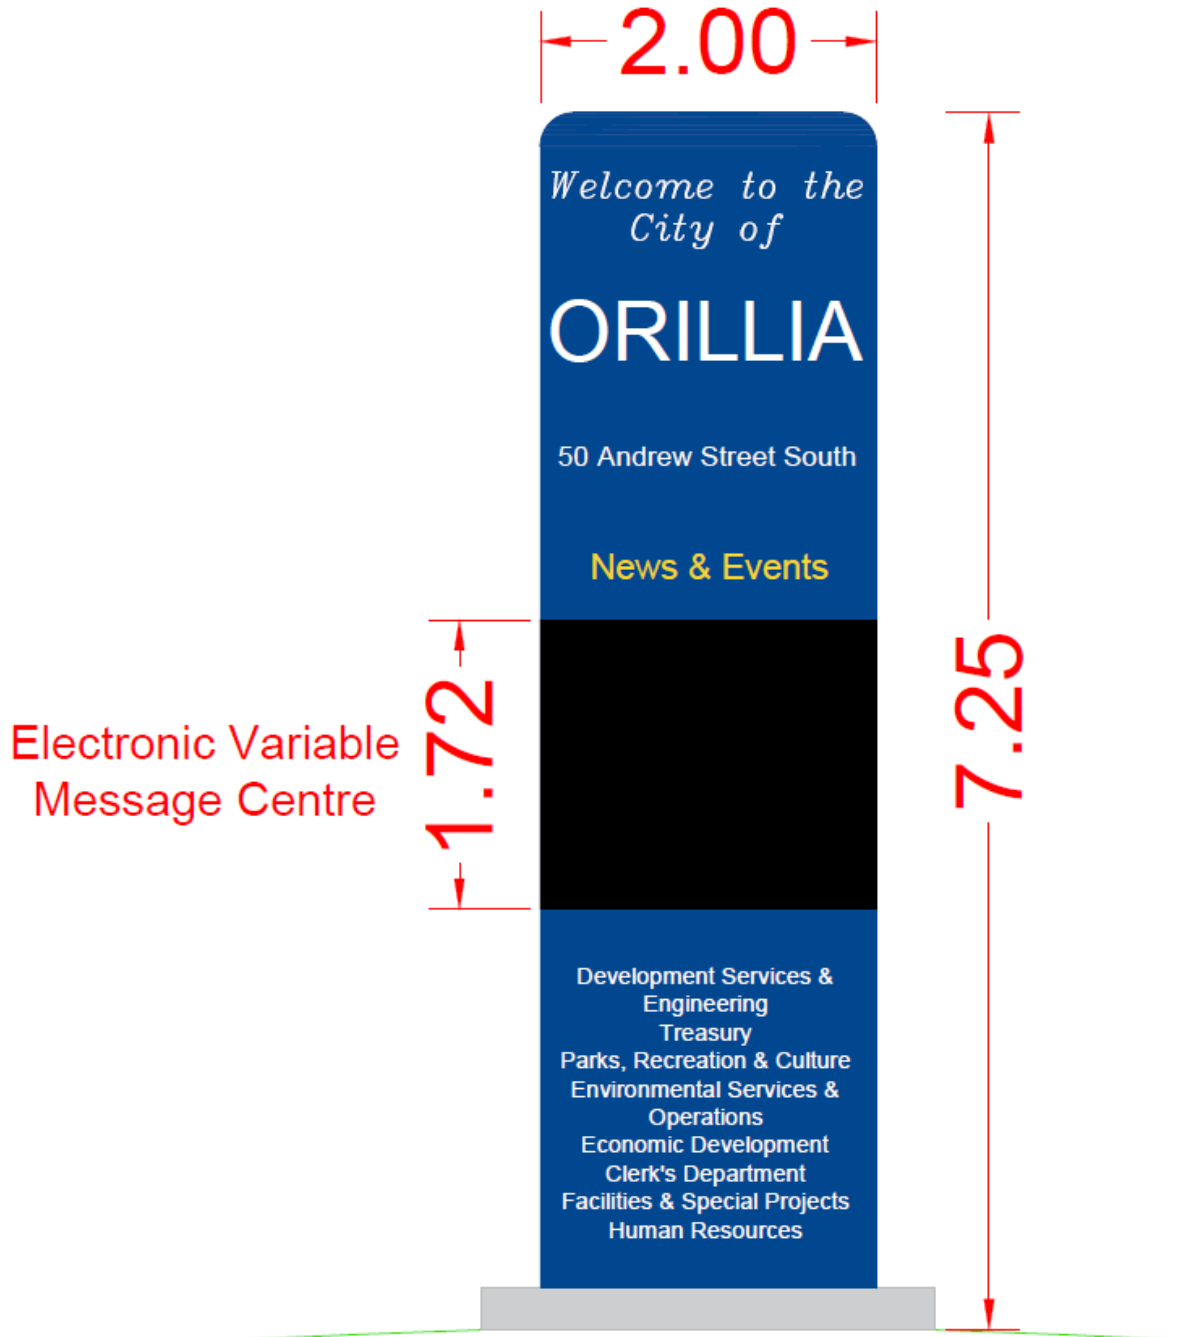 2.00
Welcome to the
City of
ORILLIA
50 Andrew Street South
News & Events
1.72
7.25
Electronic Variable
Message Centre
Development Services &
Engineering
Treasury
Parks, Recreation & Culture
Environmental Services &
Operations
Economic Development
Clerk's Department
Facilities & Special Projects
Human Resources